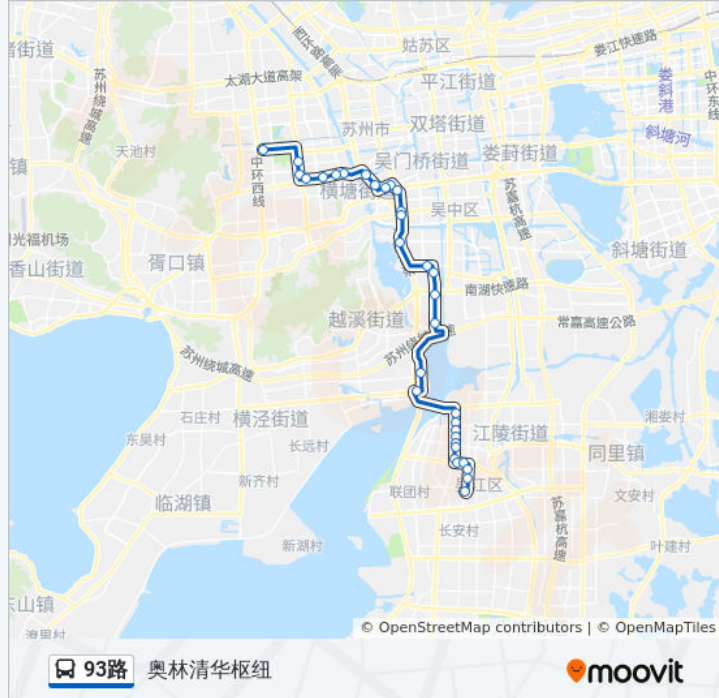 姑苏区
娄江快速路
西环路高架
苏州绕城高速
太湖大道高架
平江街道
娄斜港
中环东线
苏州市
双塔街道
斜塘河
天池村
吴门桥街道
娄葑街道
中环西线
横塘街道
吴中区
苏嘉杭高速
光福机场
胥口镇
斜塘街道
香山街道
南湖快速路
越溪街道
常嘉高速公路
苏州绕城高速
苏州绕城高速
石庄村
横泾街道
湘娄村
东吴村
江陵街道
长远村
同里镇
新齐村
临湖镇
联团村
吴江区
文安村
长安村
苏嘉杭高速
新湖村
叶建村
东山镇
© OpenStreetMap contributors | © OpenMapTiles
93路 奥林清华枢纽
moovit